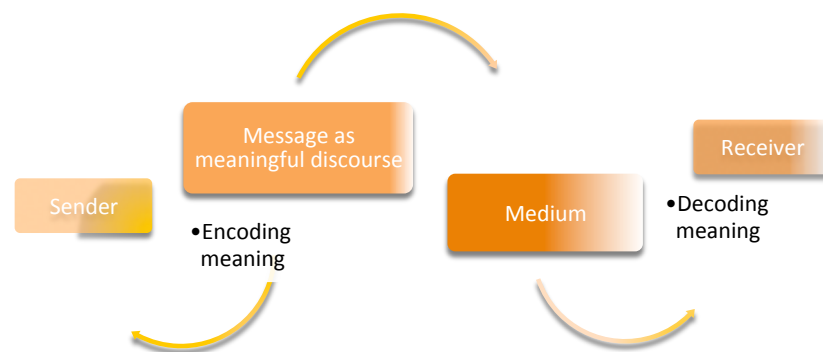 Sender
Message as
meaningful discourse
•Encoding
meaning
Medium
Receiver
•Decoding
meaning